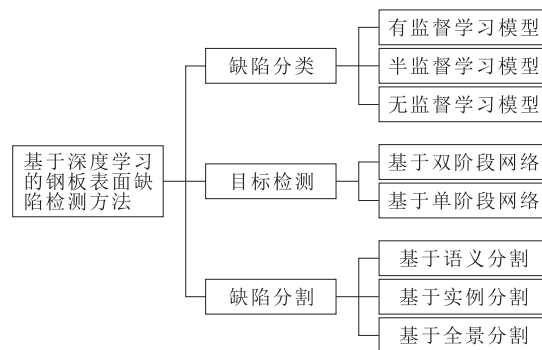 基于深度学习
的钢板表面缺
陷检测方法
缺陷分类
有监督学习模型
半监督学习模型
无监督学习模型
目标检测
基于双阶段网络
基于单阶段网络
缺陷分割
基于语义分割
基于实例分割
基于全景分割